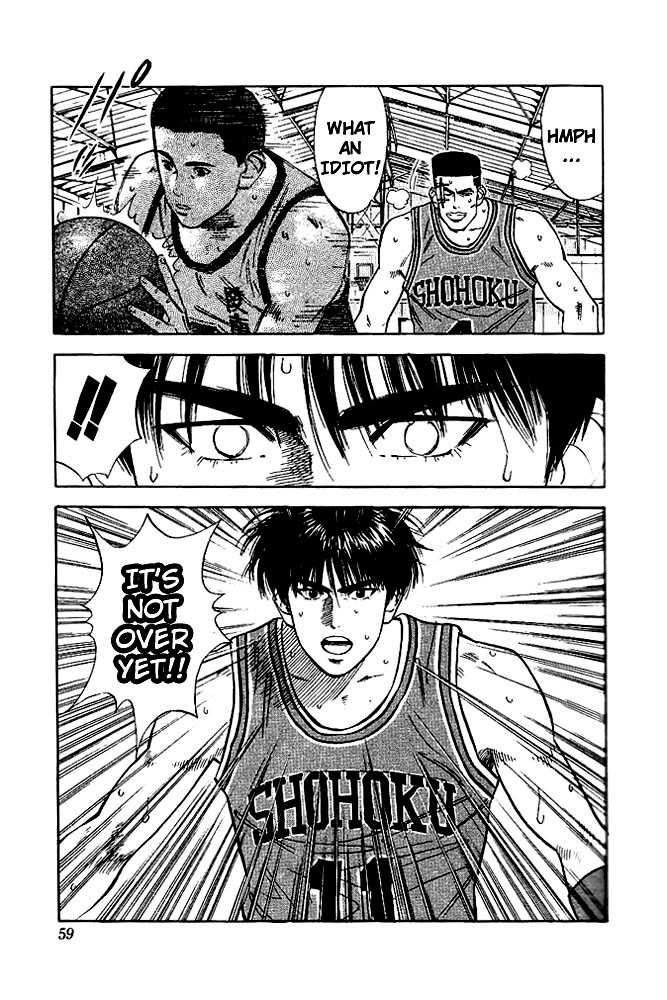 HMPH
...
WHAT
AN
IDIOT!
SHOHOKU
!!
IT'S
NOT
OVER
YET!!
SHOHOKU
11
59